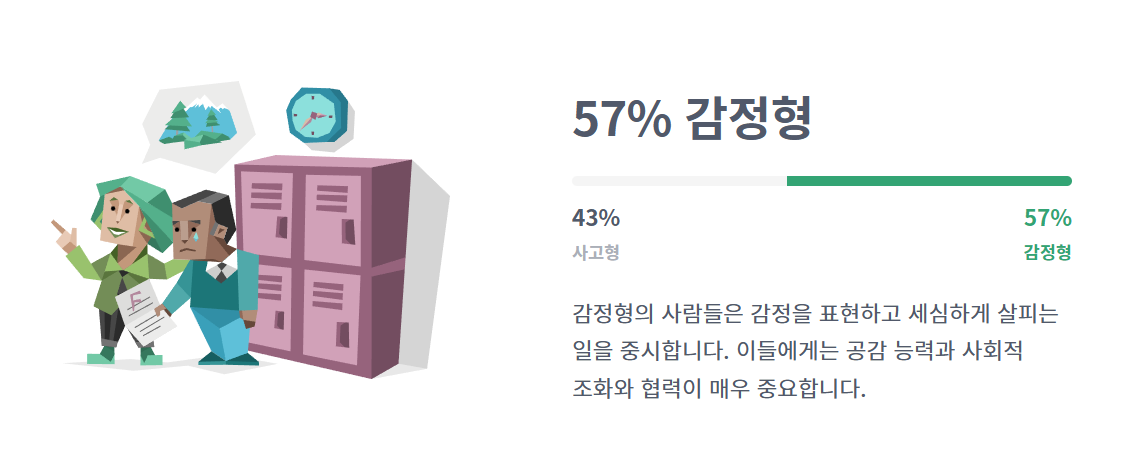 57% 감정형
43%
57%
사고형
감정형
F
감정형의 사람들은 감정을 표현하고 세심하게 살피는
일을 중시합니다. 이들에게는 공감 능력과 사회적
조화와 협력이 매우 중요합니다.